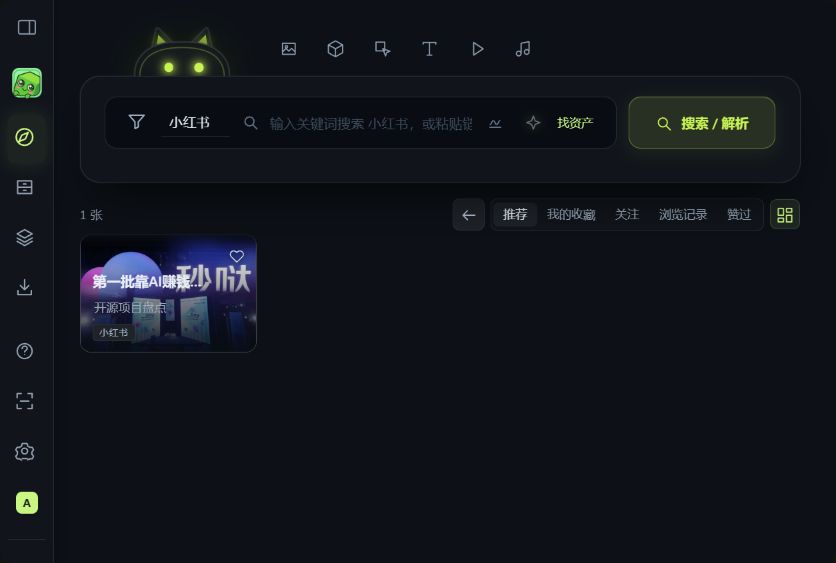 小红书
输入关键词搜索 小红书，或粘贴链
找资产
搜索 / 解析
1 张
推荐
我的收藏
关注
浏览记录
赞过
秒哒
第一批靠AI赚钱...
开源项目盘点
小红书
A